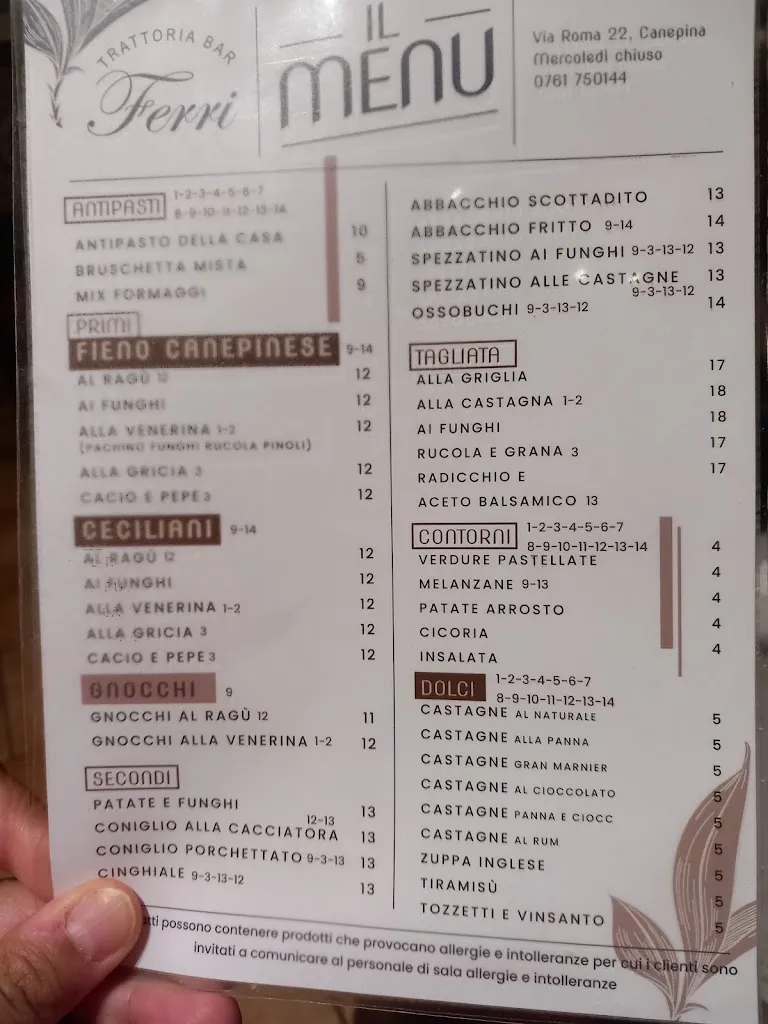 TRATTORIA BAR
Ferri
IL
MENU
Via Roma 22, Canepina
Mercoledì chiuso
0761 750144
ANTIPASTI 1-2-3-4-5-6-7
8-9-10-11-12-13-14
ANTIPASTO DELLA CASA 10
BRUSCHETTA MISTA 5
MIX FORMAGGI 9
PRIMI
FIENO CANEPINESE 9-14
AL RAGÙ 12 12
AI FUNGHI 12
ALLA VENERINA 1-2 12
(PACHINO FUNGHI RUCOLA PINOLI)
ALLA GRICIA 3 12
CACIO E PEPE 3 12
CECILIANI 9-14
AL RAGÙ 12 12
AI FUNGHI 12
ALLA VENERINA 1-2 12
ALLA GRICIA 3 12
CACIO E PEPE 3 12
GNOCCHI 9
GNOCCHI AL RAGÙ 12 11
GNOCCHI ALLA VENERINA 1-2 12
SECONDI
PATATE E FUNGHI 13
12-13
CONIGLIO ALLA CACCIATORA 13
CONIGLIO PORCHETTATO 9-3-13 13
CINGHIALE 9-3-13-12 13
ABBACCHIO SCOTTADITO 13
ABBACCHIO FRITTO 9-14 14
SPEZZATINO AI FUNGHI 9-3-13-12 13
SPEZZATINO ALLE CASTAGNE 13
9-3-13-12
OSSOBUCHI 9-3-13-12 14
TAGLIATA
ALLA GRIGLIA 17
ALLA CASTAGNA 1-2 18
AI FUNGHI 18
RUCOLA E GRANA 3 17
RADICCHIO E 17
ACETO BALSAMICO 13
CONTORNI 1-2-3-4-5-6-7
8-9-10-11-12-13-14
VERDURE PASTELLATE 4
MELANZANE 9-13 4
PATATE ARROSTO 4
CICORIA 4
INSALATA 4
DOLCI 1-2-3-4-5-6-7
8-9-10-11-12-13-14
CASTAGNE AL NATURALE 5
CASTAGNE ALLA PANNA 5
CASTAGNE GRAN MARNIER 5
CASTAGNE AL CIOCCOLATO 5
CASTAGNE PANNA E CIOCC 5
CASTAGNE AL RUM 5
ZUPPA INGLESE 5
TIRAMISÙ 5
TOZZETTI E VINSANTO 5
possono contenere prodotti che provocano allergie e intolleranze per cui i clienti sono
invitati a comunicare al personale di sala allergie e intolleranze